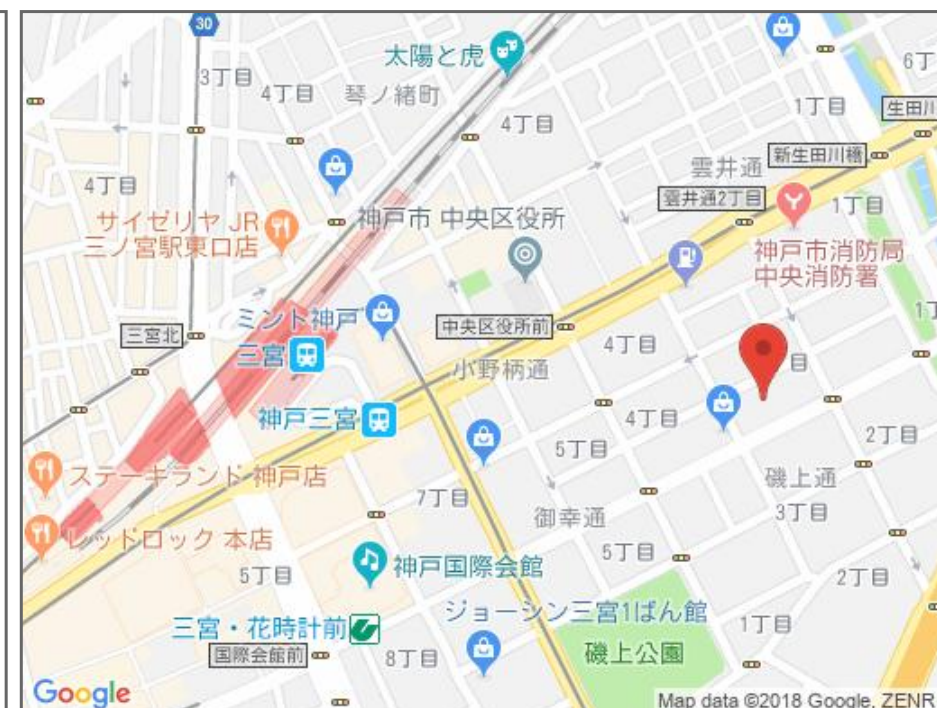 30
太陽と虎
6丁
3丁目
4丁目
琴ノ緒町
1丁目
生田川
4丁目
新生田川橋
雲井通
4丁目
雲井通2丁目
1丁目
サイゼリヤ JR
三ノ宮駅東口店
神戸市 中央区役所
神戸市消防局
中央消防署
1丁
ミント神戸
三宮北
中央区役所前
三宮
4丁目
目
小野柄通
神戸三宮
4丁目
2丁目
5丁目
ステーキランド 神戸店
磯上通
7丁目
御幸通
3丁目
レッドロック 本店
5丁目
神戸国際会館
5丁目
2丁目
ジョーシン三宮1ばん館
三宮・花時計前
1丁目
国際会館前
8丁目
磯上公園
Google
Map data ©2018 Google, ZENR